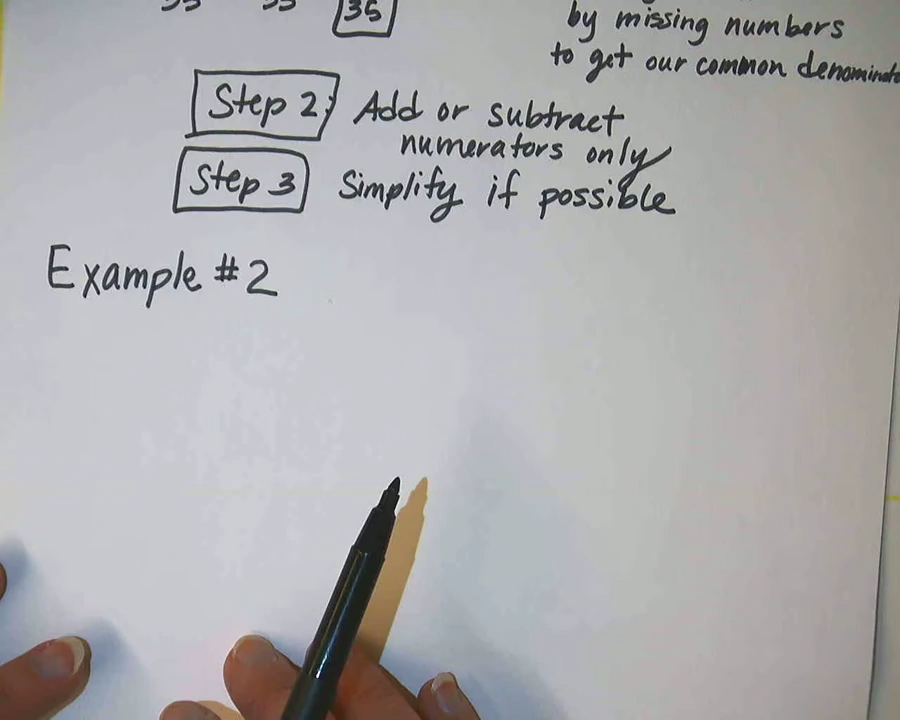 35
by missing numbers
to get our common
Step 2: Add or subtract
numerators only
Step 3 Simplify if possible
Example #2